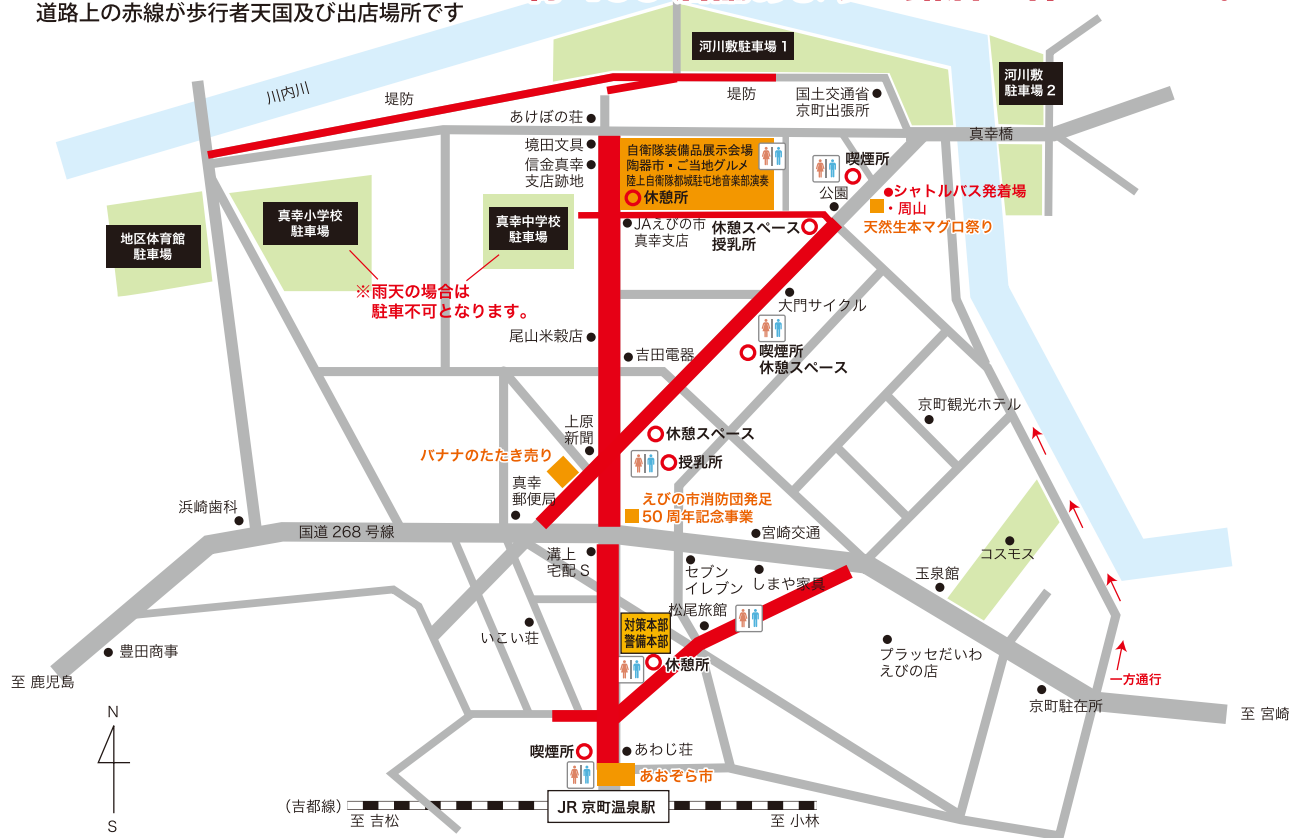 道路上の赤線が歩行者天国及び出店場所です
河川敷駐車場1
河川敷
駐車場2
川内川
堤防
堤防
国土交通省
京町出張所
真幸橋
あけぼの荘
境田文具
信金真幸
支店跡地
自衛隊装備品展示会場
陶器市・ご当地グルメ
陸上自衛隊都城駐屯地音楽部演奏
休憩所
喫煙所
公園
シャトルバス発着場
・周山
天然生本マグロ祭り
地区体育館
駐車場
真幸小学校
駐車場
真幸中学校
駐車場
JAえびの市
真幸支店
休憩スペース
授乳所
※雨天の場合は
駐車不可となります。
大門サイクル
尾山米穀店
吉田電器
喫煙所
休憩スペース
京町観光ホテル
上原
新聞
休憩スペース
バナナのたたき売り
授乳所
真幸
郵便局
えびの市消防団発足
50周年記念事業
浜崎歯科
国道268号線
宮崎交通
コスモス
溝上
宅配S
セブン
イレブン
しまや家具
玉泉館
松尾旅館
対策本部
警備本部
いこい荘
休憩所
プラッセだいわ
えびの店
豊田商事
至 鹿児島
一方通行
京町駐在所
至 宮崎
N
S
喫煙所
あわじ荘
あおぞら市
(吉都線)
至 吉松
JR 京町温泉駅
至 小林